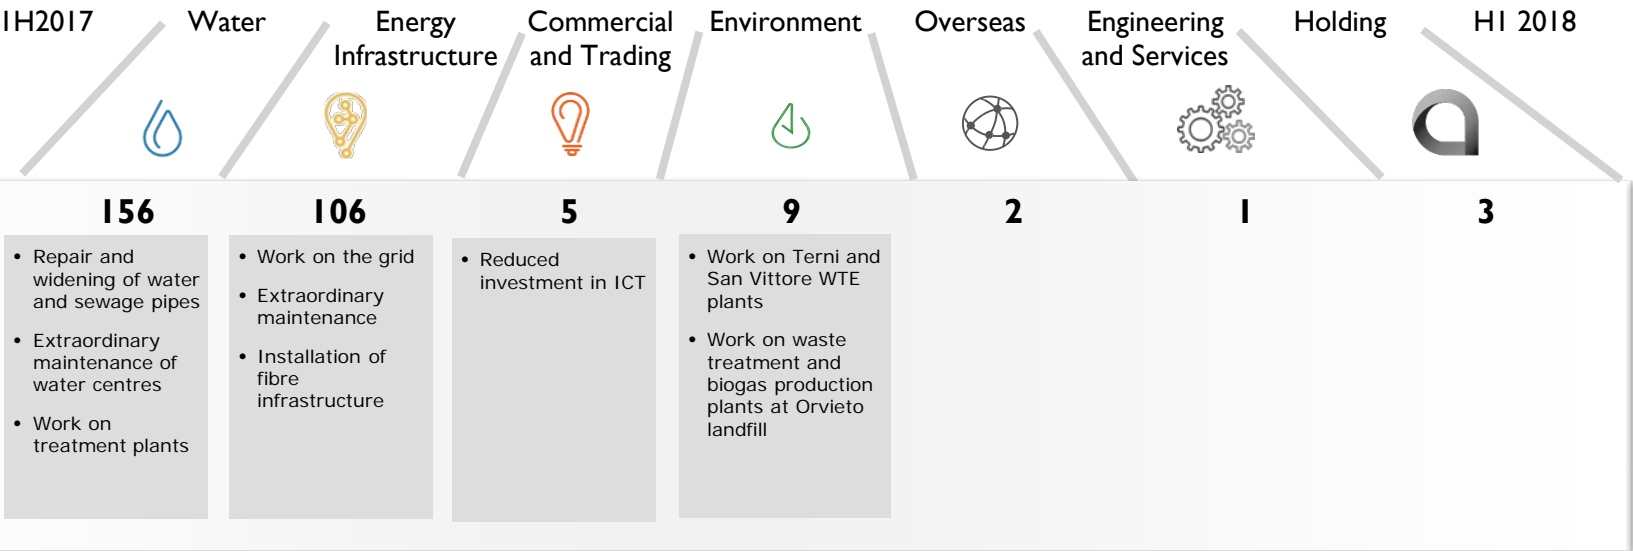 1H2017
Water
Energy
Infrastructure
Commercial
and Trading
Environment
Overseas
Engineering
and Services
Holding
H1 2018
156
106
5
9
2
1
3
• Repair and
widening of water
and sewage pipes
• Extraordinary
maintenance of
water centres
• Work on
treatment plants
• Work on the grid
• Extraordinary
maintenance
• Installation of
fibre
infrastructure
• Reduced
investment in ICT
• Work on Terni and
San Vittore WTE
plants
• Work on waste
treatment and
biogas production
plants at Orvieto
landfill